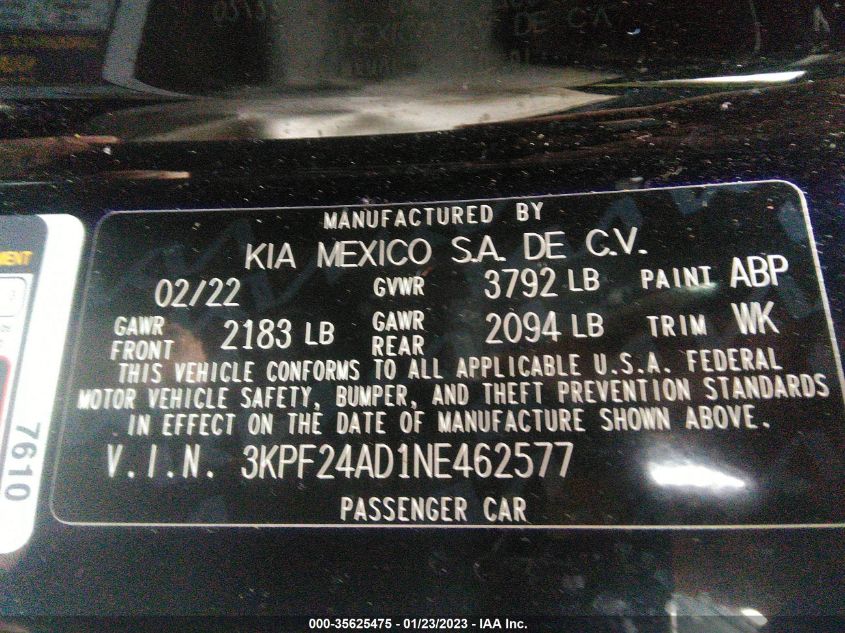 MANUFACTURED BY
KIA MEXICO S.A. DE C.V.
02/22 GVWR 3792 LB PAINT ABP
GAWR FRONT 2183 LB GAWR REAR 2094 LB TRIM WK
THIS VEHICLE CONFORMS TO ALL APPLICABLE U.S.A. FEDERAL
MOTOR VEHICLE SAFETY, BUMPER, AND THEFT PREVENTION STANDARDS
IN EFFECT ON THE DATE OF MANUFACTURE SHOWN ABOVE.
V.I.N. 3KPF24AD1NE462577
PASSENGER CAR
7610
000-35625475 — 01/23/2023 — IAA Inc.